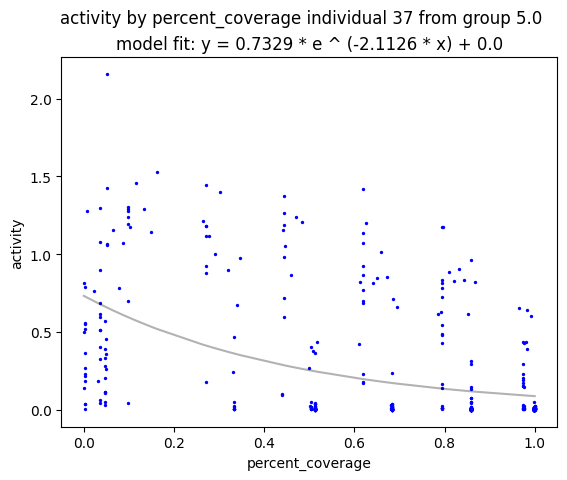 activity by percent_coverage individual 37 from group 5.0
model fit: y = 0.7329 * e ^ (-2.1126 * x) + 0.0
2.0
1.5
1.0
0.5
0.0
activity
0.0 0.2 0.4 0.6 0.8 1.0
percent_coverage